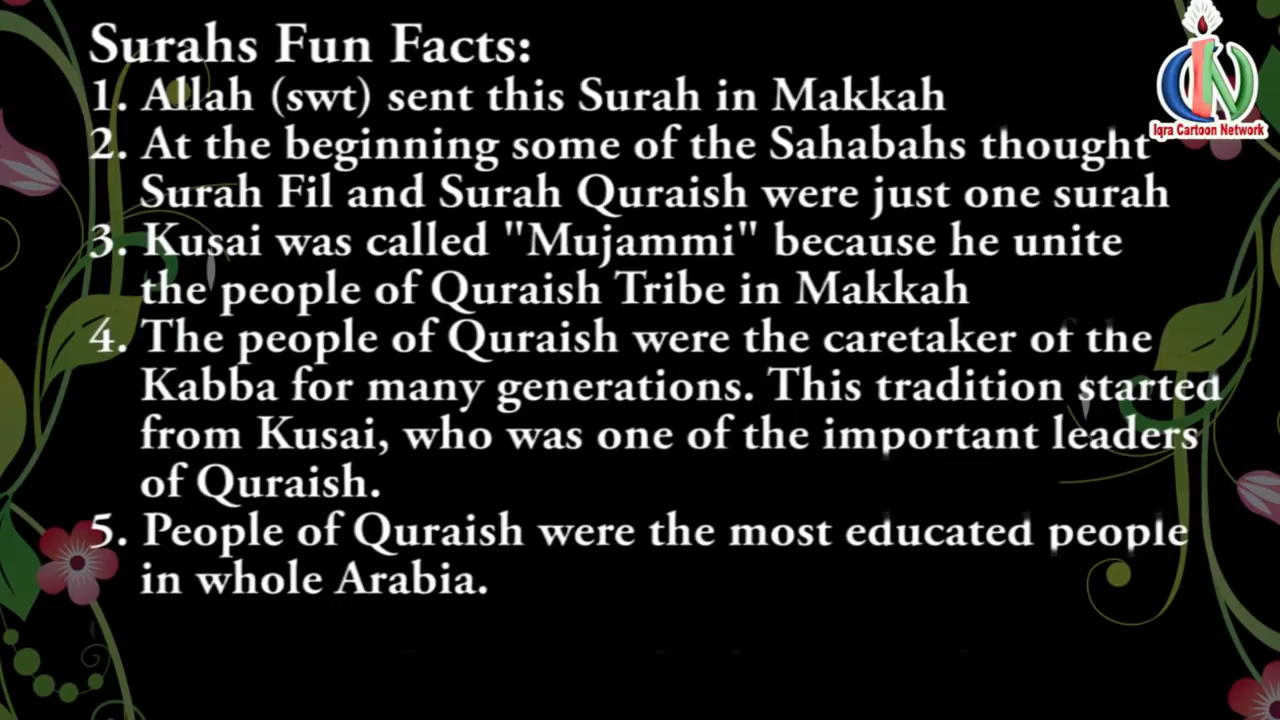 Surahs Fun Facts:
1. Allah (swt) sent this Surah in Makkah
2. At the beginning some of the Sahabahs thought
Surah Fil and Surah Quraish were just one surah
3. Kusai was called "Mujammi" because he unite
the people of Quraish Tribe in Makkah
4. The people of Quraish were the caretaker of the
Kabba for many generations. This tradition started
from Kusai, who was one of the important leaders
of Quraish.
5. People of Quraish were the most educated people
in whole Arabia.
ICN
Iqra Cartoon Network